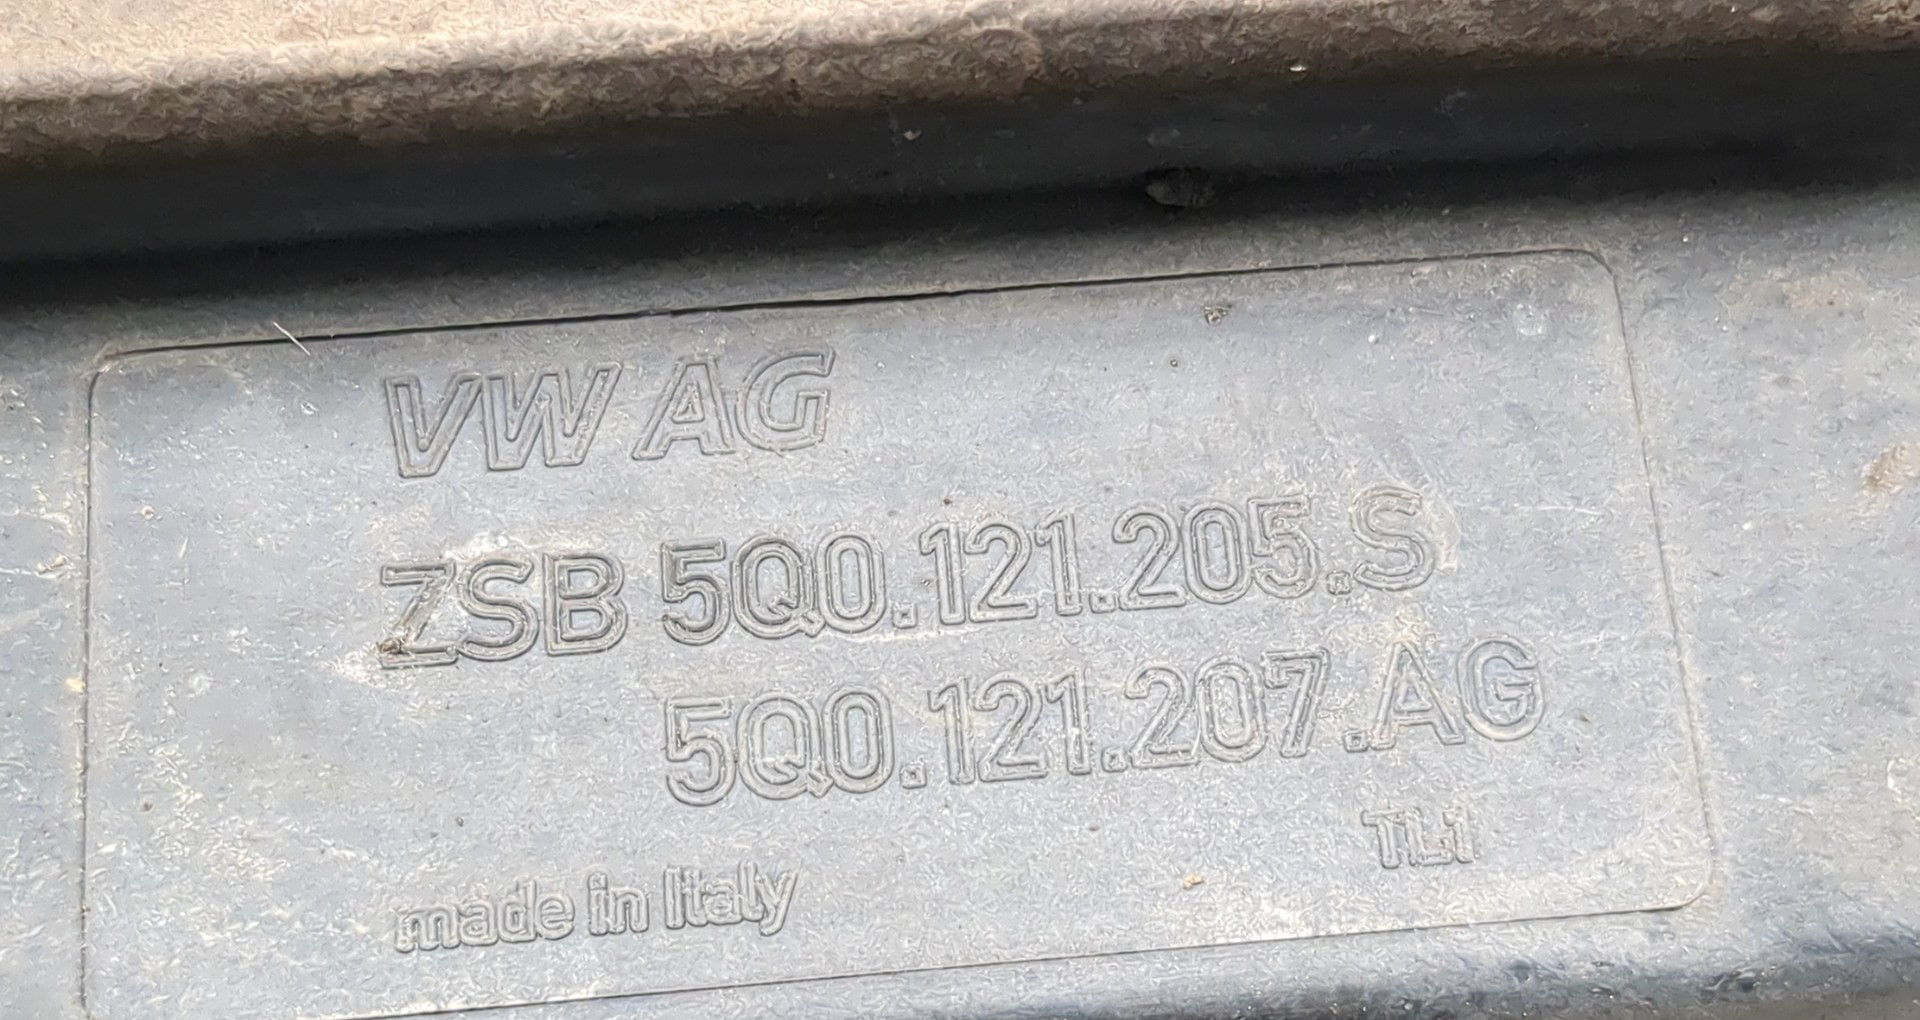 VW AG
ZSB 5Q0.121.205.S
5Q0.121.207.AG
TL1
made in Italy